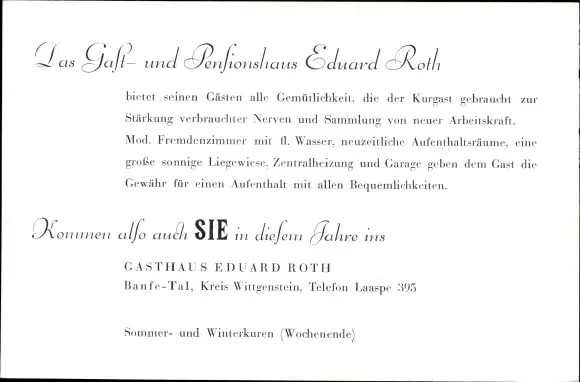 Das Gaſt- und Penſionshaus Eduard Roth
bietet seinen Gästen alle Gemütlichkeit, die der Kurgast gebraucht zur
Stärkung verbrauchter Nerven und Sammlung von neuer Arbeitskraft.
Mod. Fremdenzimmer mit fl. Wasser, neuzeitliche Aufenthaltsräume, eine
große sonnige Liegewiese, Zentralheizung und Garage geben dem Gast die
Gewähr für einen Aufenthalt mit allen Bequemlichkeiten.
Kommen alſo auch SIE in dieſem Jahre ins
GASTHAUS EDUARD ROTH
Banfe-Tal, Kreis Wittgenstein, Telefon Laaspe 395
Sommer- und Winterkuren (Wochenende)